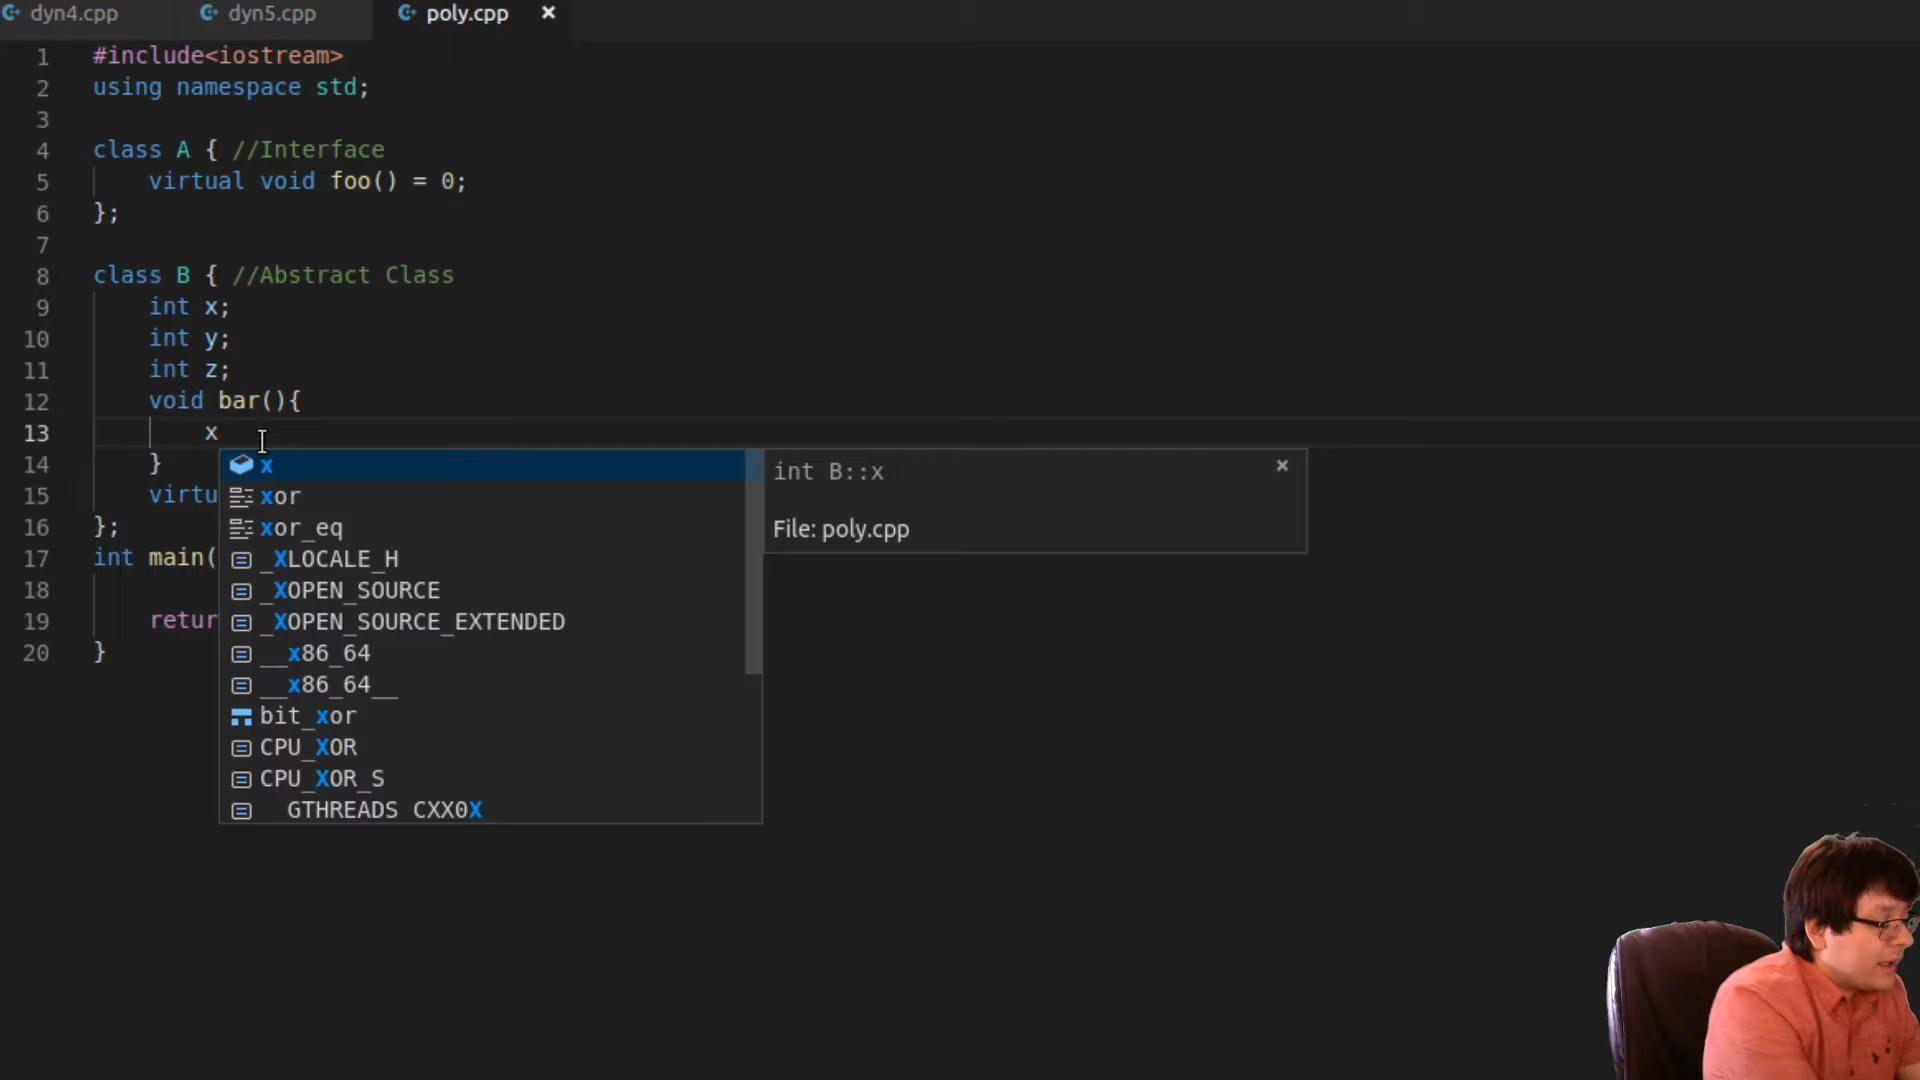 dyn4.cpp dyn5.cpp poly.cpp ×
1 #include<iostream>
2 using namespace std;
3
4 class A { //Interface
5 virtual void foo() = 0;
6 };
7
8 class B { //Abstract Class
9 int x;
10 int y;
11 int z;
12 void bar(){
13 x
14 }
15 virtu
16 };
17 int main(
18
19 retur
20 }
x
xor
xor_eq
_XLOCALE_H
_XOPEN_SOURCE
_XOPEN_SOURCE_EXTENDED
__x86_64
__x86_64__
bit_xor
CPU_XOR
CPU_XOR_S
GTHREADS CXX0X
int B::x ×
File: poly.cpp